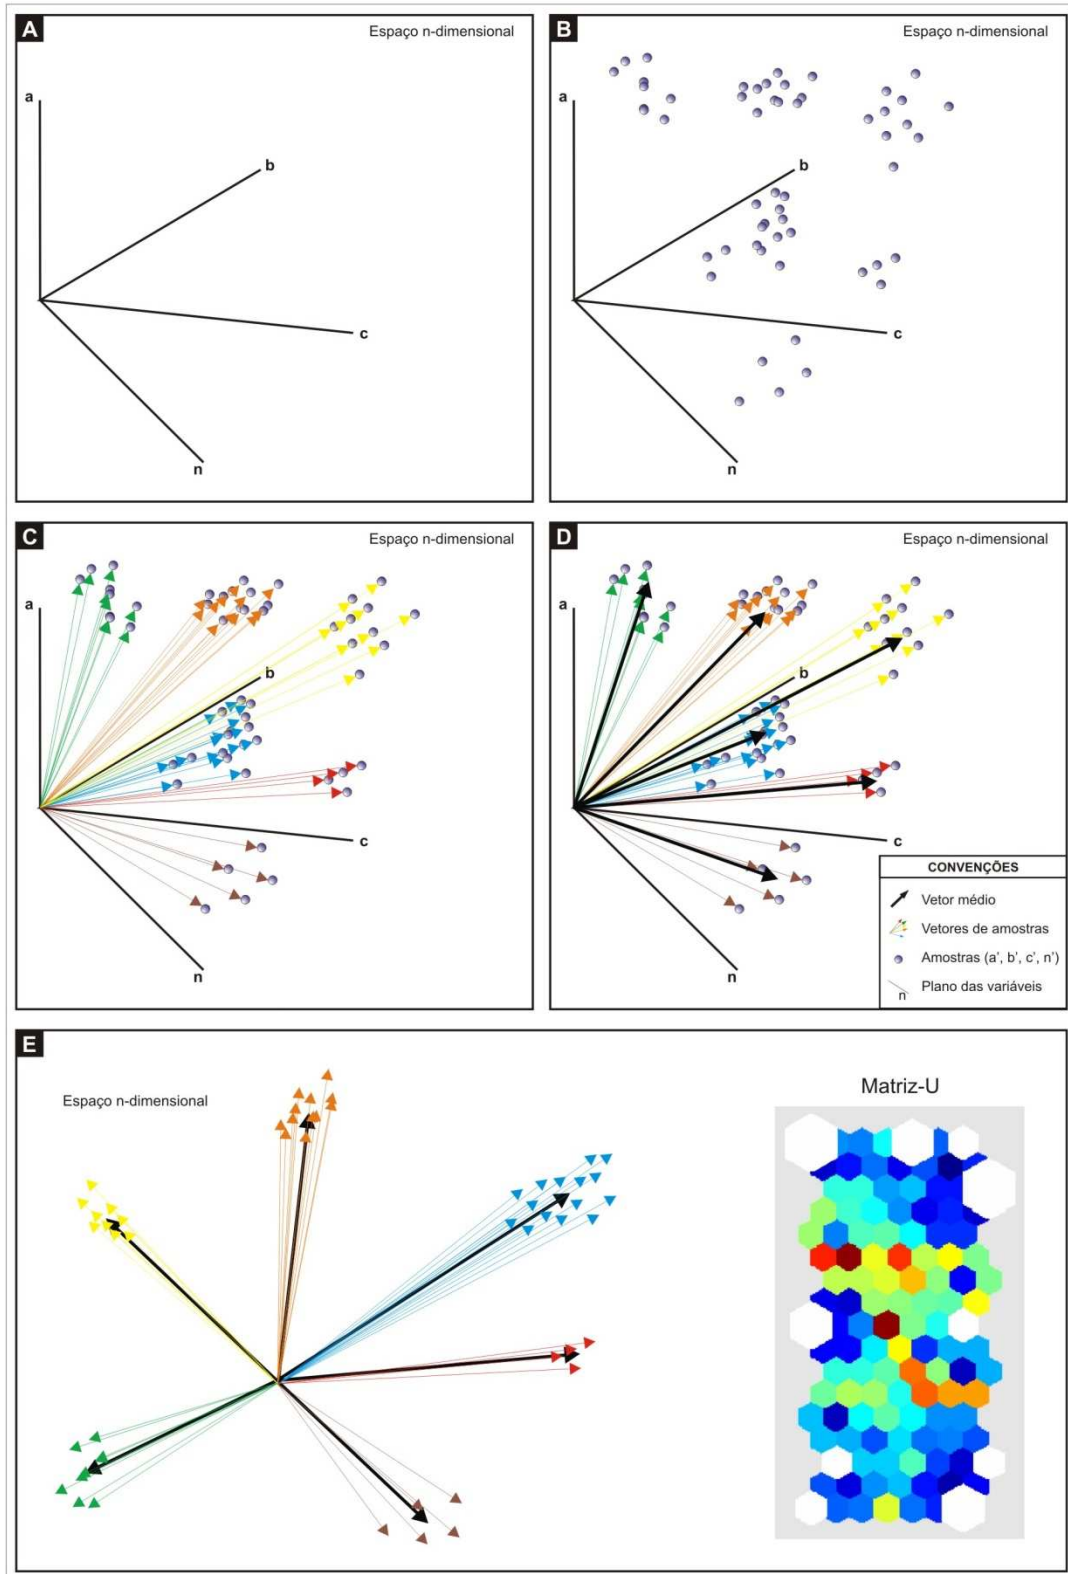 A
Espaço n-dimensional
a
b
c
n
B
Espaço n-dimensional
a
b
c
n
C
Espaço n-dimensional
a
b
c
n
D
Espaço n-dimensional
a
b
c
n
CONVENÇÕES
Vetor médio
Vetores de amostras
Amostras (a’, b’, c’, n’)
n
Plano das variáveis
E
Espaço n-dimensional
Matriz-U